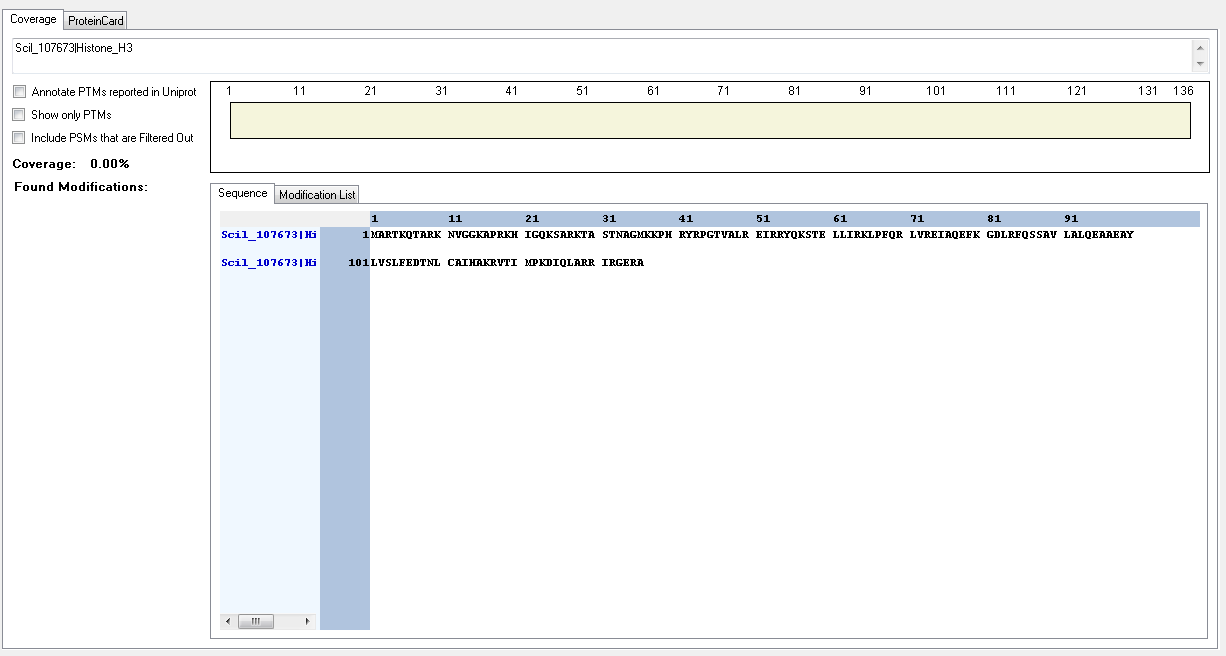 Coverage ProteinCard
Scil_107673|Histone_H3
Annotate PTMs reported in Uniprot
Show only PTMs
Include PSMs that are Filtered Out
Coverage: 0.00%
Found Modifications:
1 11 21 31 41 51 61 71 81 91 101 111 121 131 136
Sequence Modification List
1 11 21 31 41 51 61 71 81 91
Scil_107673|Hi 1 MARTKQTARK NVGGKAPRKH IGQKSARKTA STNAGMKKPH RYRPGTVALR EIRRYQKSTE LLIRKLPFQR LVREIAQEFK GDLRFQSSAV LALQEAAEAY
Scil_107673|Hi 101 LVSLFEDTNL CAIHAKRVTI MPKDIQLARR IRGERA